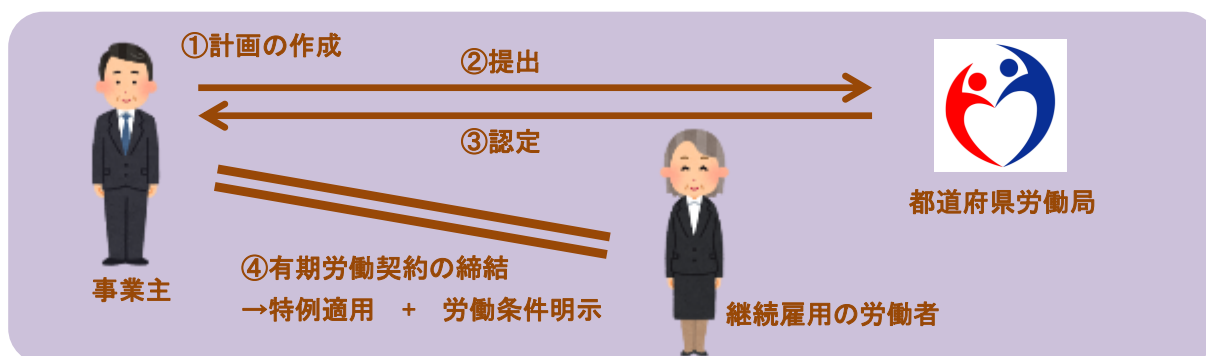 ①計画の作成
②提出
③認定
都道府県労働局
事業主
④有期労働契約の締結
→特例適用 + 労働条件明示
継続雇用の労働者